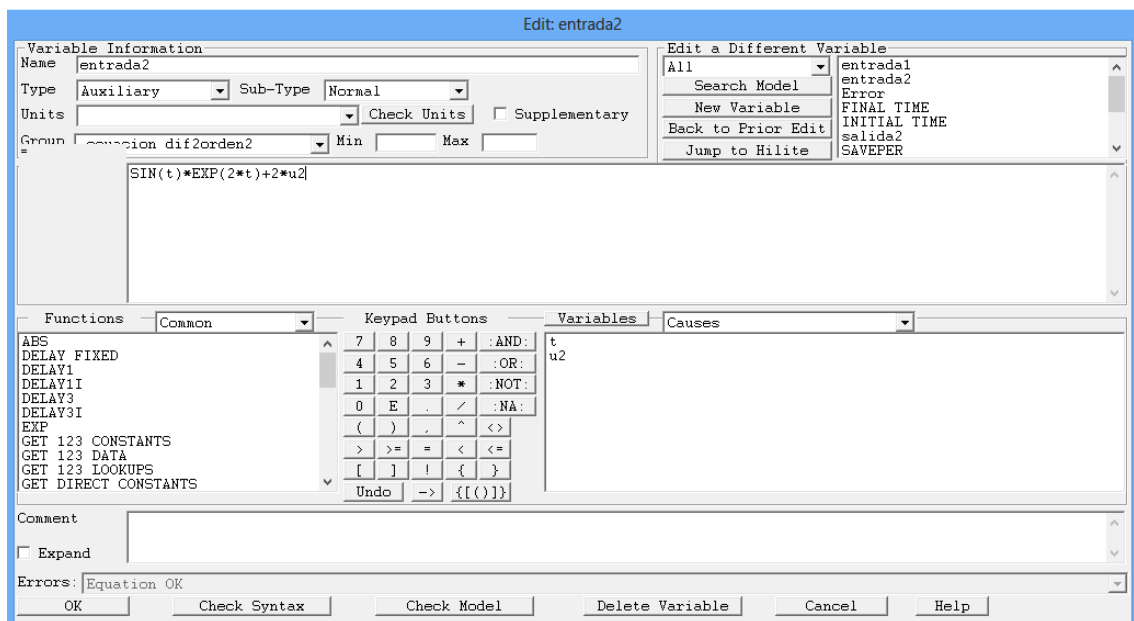 Edit: entrada2
Variable Information
Edit a Different Variable
Name entrada2
All
entrada1
entrada2
Error
FINAL TIME
INITIAL TIME
salida2
SAVEPER
Type Auxiliary Sub-Type Normal
Search Model
New Variable
Back to Prior Edit
Jump to Hilite
Units Check Units Supplementary
Group dif2orden2 Min Max
=
SIN(t)*EXP(2*t)+2*u2
Functions Common Keypad Buttons Variables Causes
ABS
DELAY FIXED
DELAY1
DELAY1I
DELAY3
DELAY3I
EXP
GET 123 CONSTANTS
GET 123 DATA
GET 123 LOOKUPS
GET DIRECT CONSTANTS
7 8 9 + :AND:
4 5 6 - :OR:
1 2 3 * :NOT:
0 E . / :NA:
( ) , ^ <>
> >= = < <=
[ ] ! { }
Undo -> {[()]}
t
u2
Comment
Expand
Errors: Equation OK
OK Check Syntax Check Model Delete Variable Cancel Help